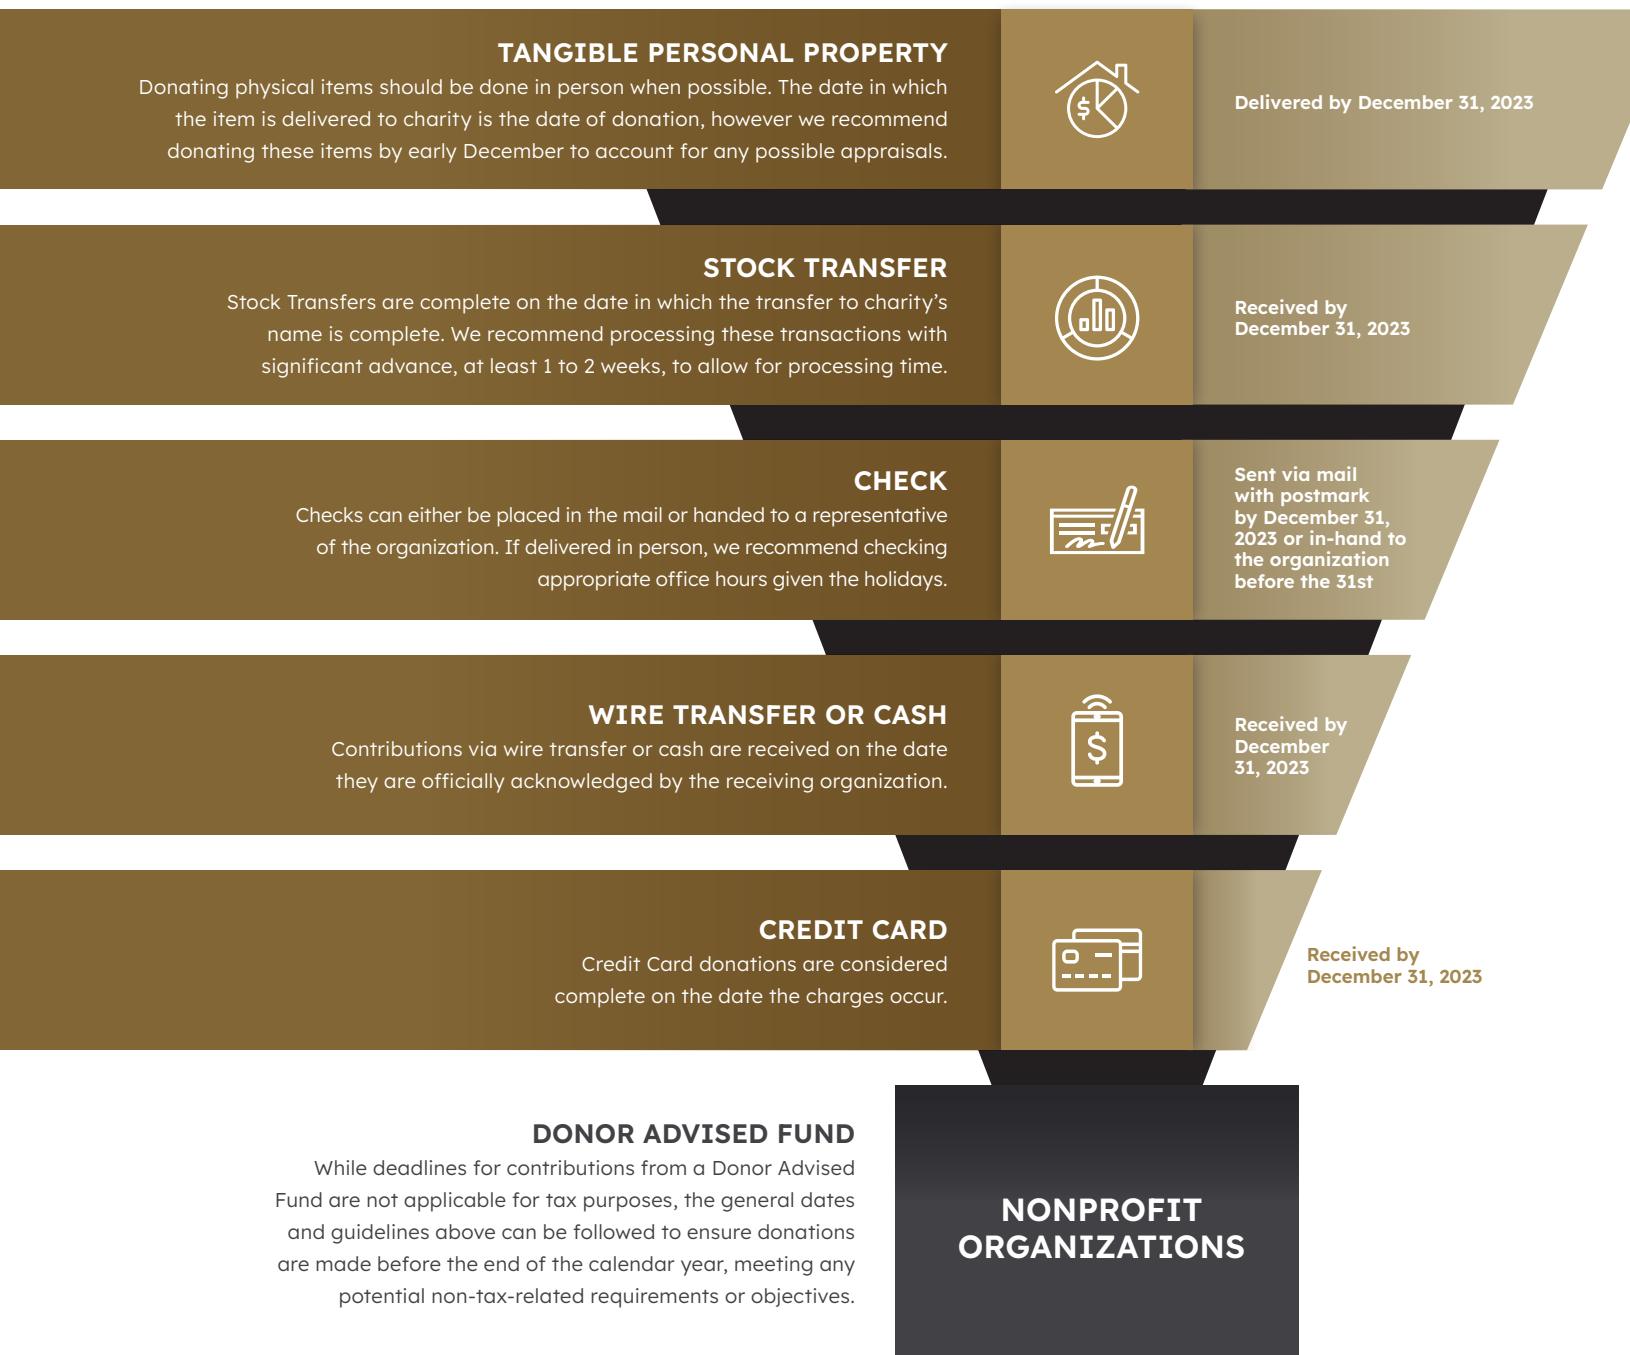 TANGIBLE PERSONAL PROPERTY
Donating physical items should be done in person when possible. The date in which
the item is delivered to charity is the date of donation, however we recommend
donating these items by early December to account for any possible appraisals.
Delivered by December 31, 2023
STOCK TRANSFER
Stock Transfers are complete on the date in which the transfer to charity’s
name is complete. We recommend processing these transactions with
significant advance, at least 1 to 2 weeks, to allow for processing time.
Received by
December 31, 2023
CHECK
Checks can either be placed in the mail or handed to a representative
of the organization. If delivered in person, we recommend checking
appropriate office hours given the holidays.
Sent via mail
with postmark
by December 31,
2023 or in-hand to
the organization
before the 31st
WIRE TRANSFER OR CASH
Contributions via wire transfer or cash are received on the date
they are officially acknowledged by the receiving organization.
Received by
December
31, 2023
CREDIT CARD
Credit Card donations are considered
complete on the date the charges occur.
Received by
December 31, 2023
DONOR ADVISED FUND
While deadlines for contributions from a Donor Advised
Fund are not applicable for tax purposes, the general dates
and guidelines above can be followed to ensure donations
are made before the end of the calendar year, meeting any
potential non-tax-related requirements or objectives.
NONPROFIT
ORGANIZATIONS